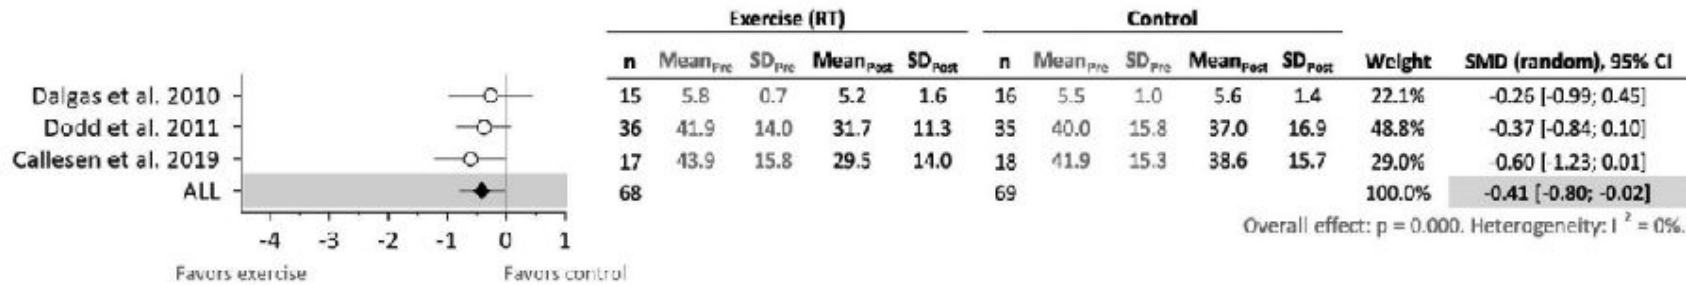 Exercise (RT) Control
n Mean_Pre SD_Pre Mean_Post SD_Post n Mean_Pre SD_Pre Mean_Post SD_Post Weight SMD (random), 95% CI
Dalgas et al. 2010 15 5.8 0.7 5.2 1.6 16 5.5 1.0 5.6 1.4 22.1% -0.26 [-0.99; 0.45]
Dodd et al. 2011 36 41.9 14.0 31.7 11.3 35 40.0 15.8 37.0 16.9 48.8% -0.37 [-0.84; 0.10]
Callesen et al. 2019 17 43.9 15.8 29.5 14.0 18 41.9 15.3 38.6 15.7 29.0% -0.60 [-1.23; 0.01]
ALL 68 69 100.0% -0.41 [-0.80; -0.02]
Overall effect: p = 0.000. Heterogeneity: I² = 0%.
-4 -3 -2 -1 0 1
Favors exercise Favors control